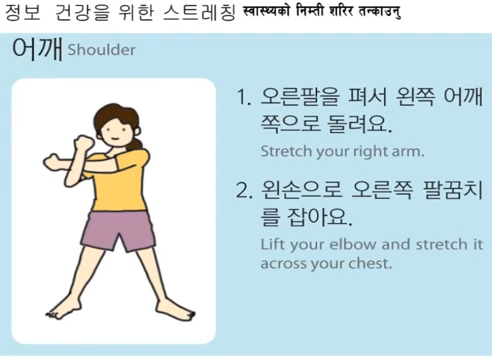 정보 건강을 위한 스트레칭 स्वास्थ्यको निम्ती शरिर तन्काउनु
어깨 Shoulder
1. 오른팔을 펴서 왼쪽 어깨
쪽으로 돌려요.
Stretch your right arm.
2. 왼손으로 오른쪽 팔꿈치
를 잡아요.
Lift your elbow and stretch it
across your chest.